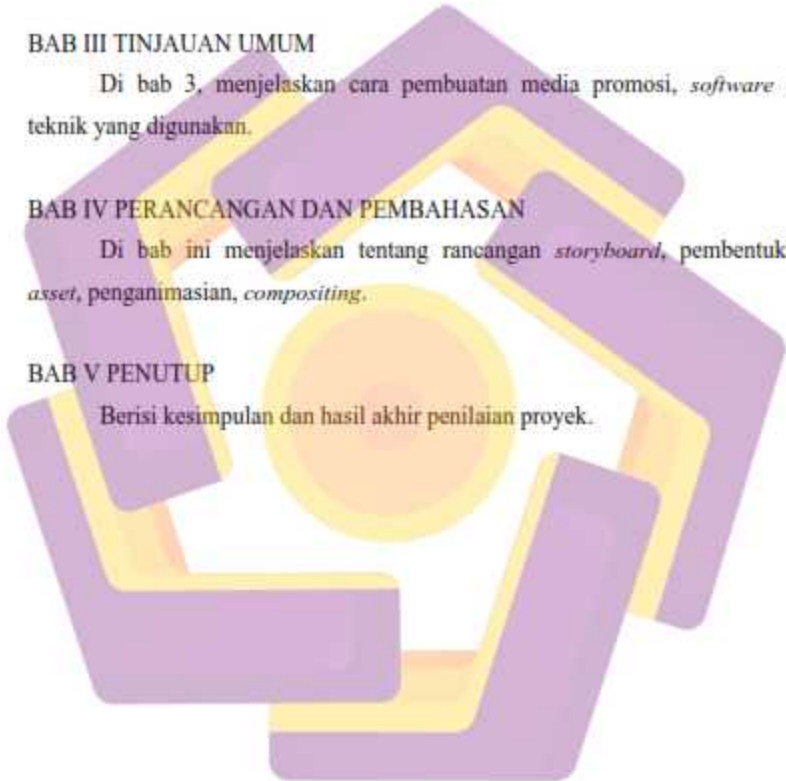 BAB III TINJAUAN UMUM
Di bab 3, menjelaskan cara pembuatan media promosi, software
teknik yang digunakan.
BAB IV PERANCANGAN DAN PEMBAHASAN
Di bab ini menjelaskan tentang rancangan storyboard, pembentuk
asset, penganimasian, compositing.
BAB V PENUTUP
Berisi kesimpulan dan hasil akhir penilaian proyek.